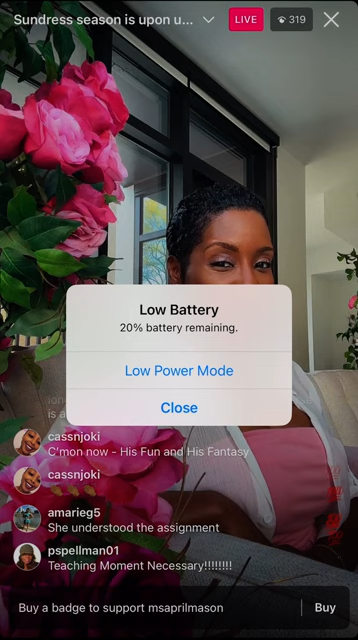 Sundress season is upon u...
LIVE
319
Low Battery
20% battery remaining.
Low Power Mode
Close
is a
cassnjoki
C'mon now - His Fun and His Fantasy
cassnjoki
amarieg5
She understood the assignment
pspellman01
Teaching Moment Necessary!!!!!!!!
Buy a badge to support msaprilmason
Buy